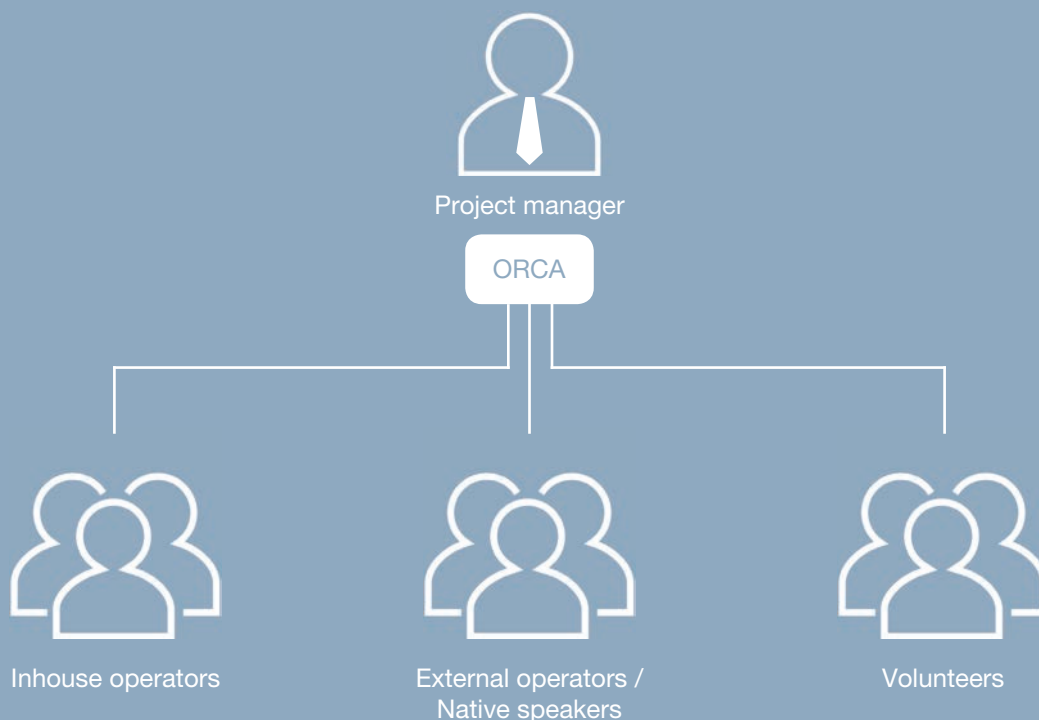 Project manager
ORCA
Inhouse operators
External operators /
Native speakers
Volunteers